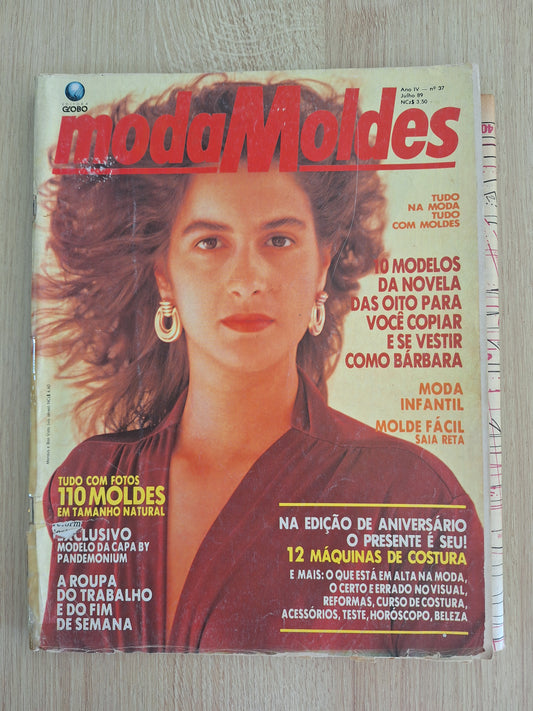 EDITORA
GLOBO
Ano IV — nº 37
Julho 89
NCz$ 3,50
modaMoldes
40
TUDO
NA MODA
TUDO
COM MOLDES
10 MODELOS
DA NOVELA
DAS OITO PARA
VOCÊ COPIAR
E SE VESTIR
COMO BÁRBARA
MODA
INFANTIL
MOLDE FÁCIL
SAIA RETA
TUDO COM FOTOS
110 MOLDES
EM TAMANHO NATURAL
EXCLUSIVO
MODELO DA CAPA BY
PANDEMONIUM
A ROUPA
DO TRABALHO
E DO FIM
DE SEMANA
NA EDIÇÃO DE ANIVERSÁRIO
O PRESENTE É SEU!
12 MÁQUINAS DE COSTURA
E MAIS: O QUE ESTÁ EM ALTA NA MODA,
O CERTO E ERRADO NO VISUAL,
REFORMAS, CURSO DE COSTURA,
ACESSÓRIOS, TESTE, HORÓSCOPO, BELEZA